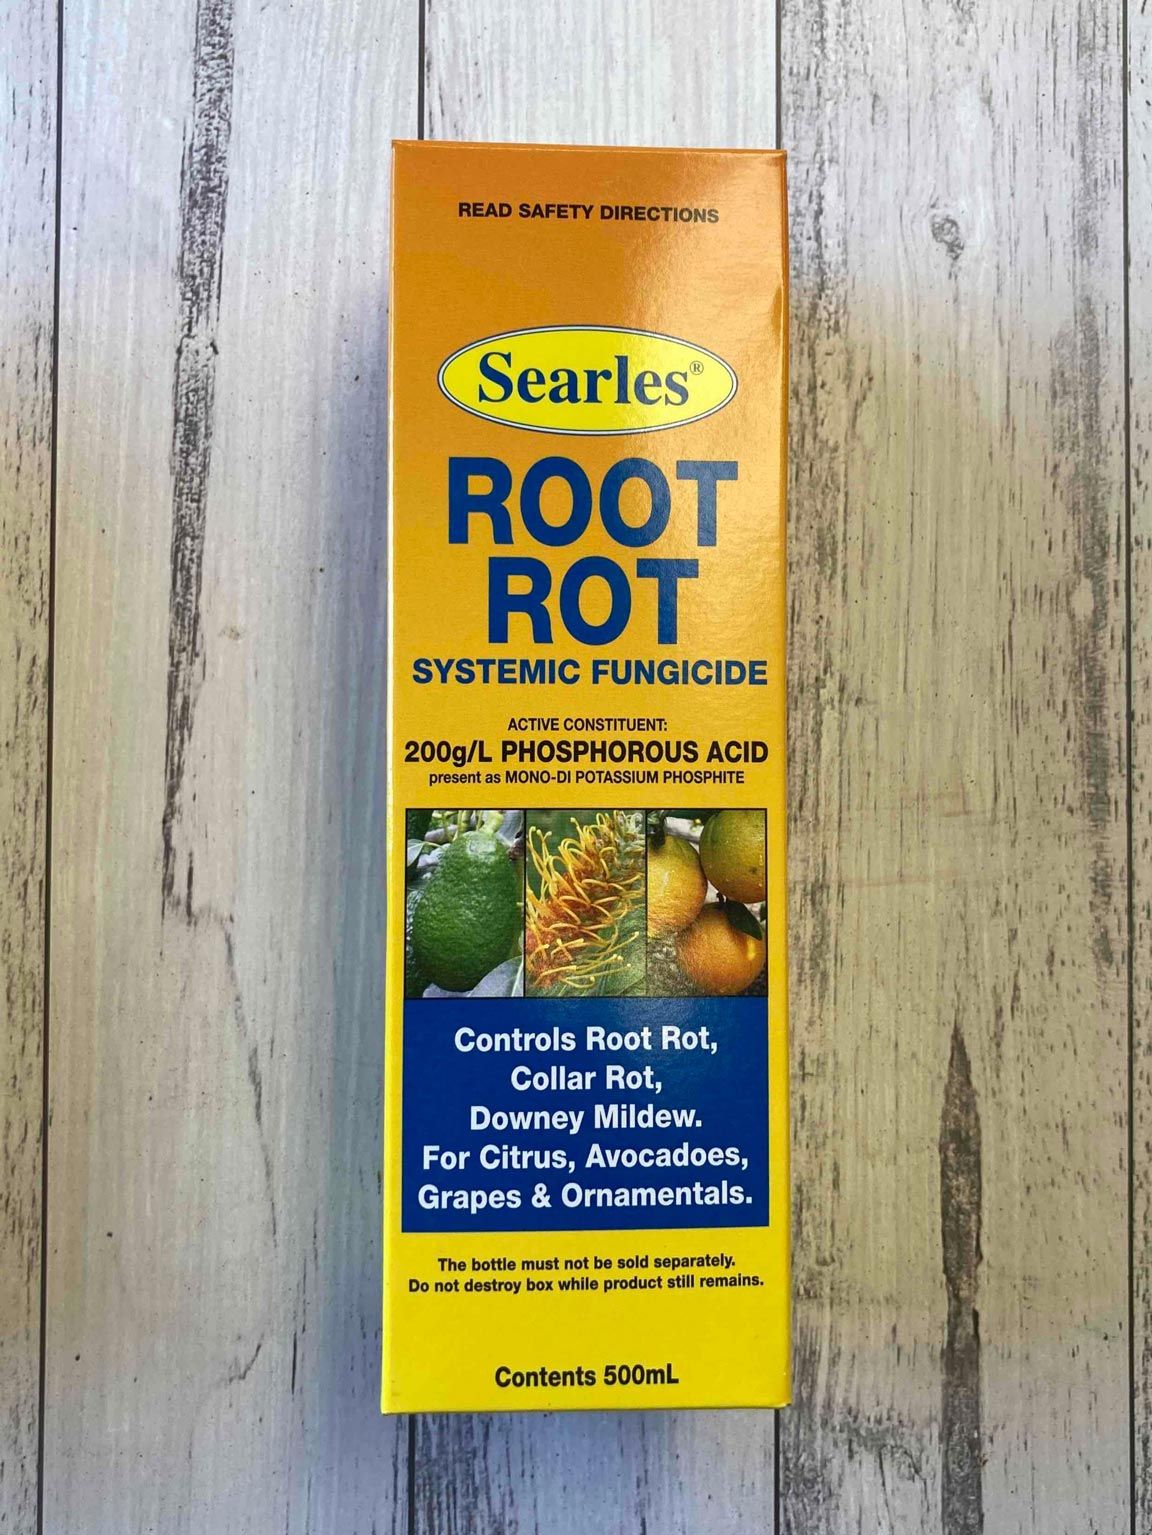 READ SAFETY DIRECTIONS
Searles®
ROOT
ROT
SYSTEMIC FUNGICIDE
ACTIVE CONSTITUENT:
200g/L PHOSPHOROUS ACID
present as MONO-DI POTASSIUM PHOSPHITE
Controls Root Rot,
Collar Rot,
Downey Mildew.
For Citrus, Avocadoes,
Grapes & Ornamentals.
The bottle must not be sold separately.
Do not destroy box while product still remains.
Contents 500mL